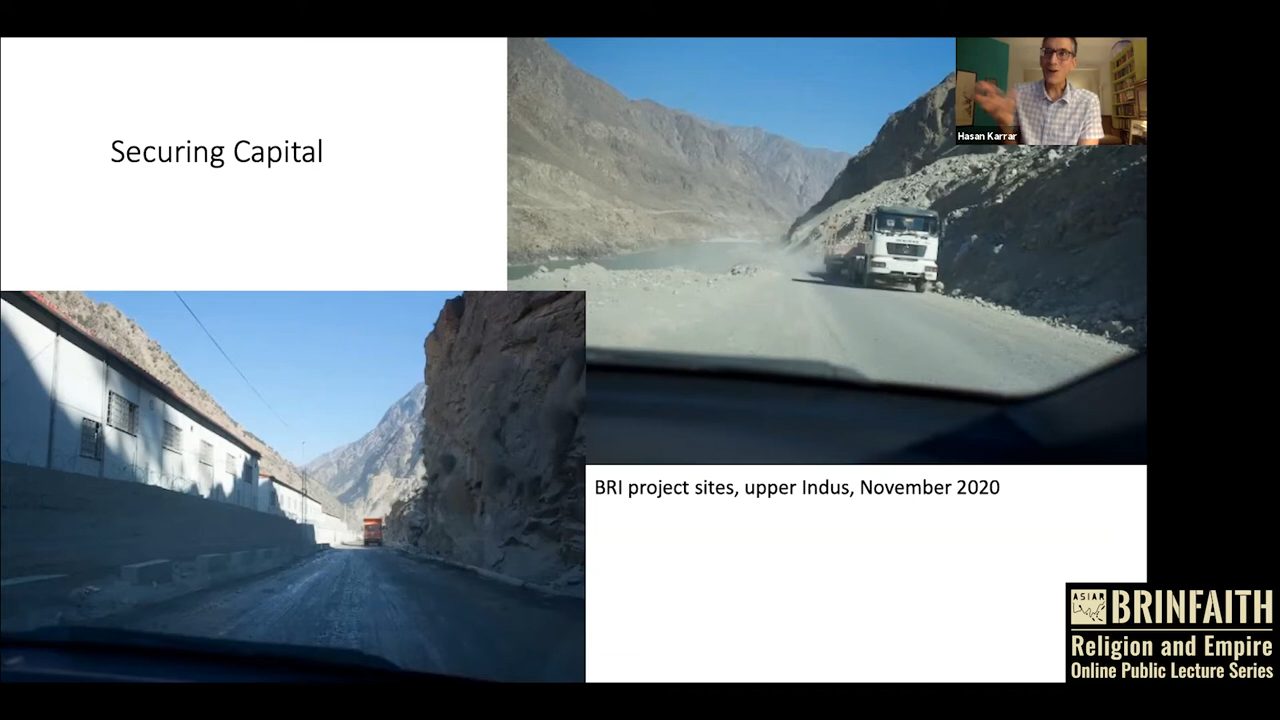 Securing Capital
Hasan Karrar
BRI project sites, upper Indus, November 2020
ASIAR
BRINFAITH
Religion and Empire
Online Public Lecture Series